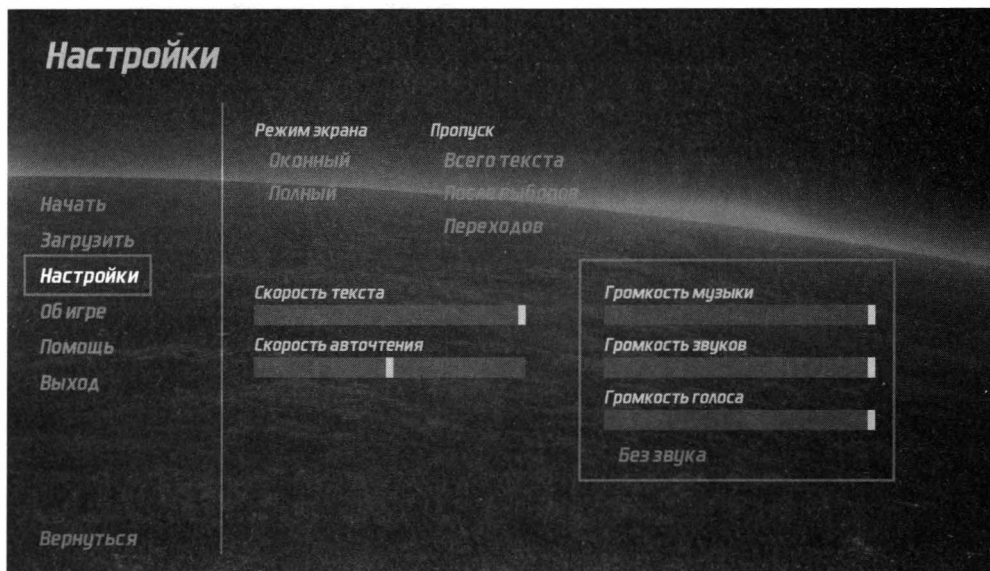 Настройки
Начать
Загрузить
Настройки
Об игре
Помощь
Выход
Вернуться
Режим экрана
Оконный
Полный
Пропуск
Всего текста
После выборов
Переходов
Скорость текста
Скорость авточтения
Громкость музыки
Громкость звуков
Громкость голоса
Без звука